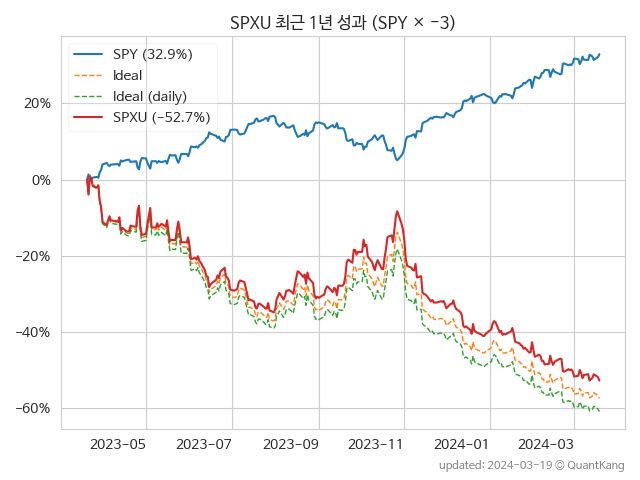 SPXU 최근 1년 성과 (SPY × −3)
SPY (32.9%)
Ideal
Ideal (daily)
SPXU (−52.7%)
20%
0%
−20%
−40%
−60%
2023−05 2023−07 2023−09 2023−11 2024−01 2024−03
updated: 2024−03−19 © QuantKang